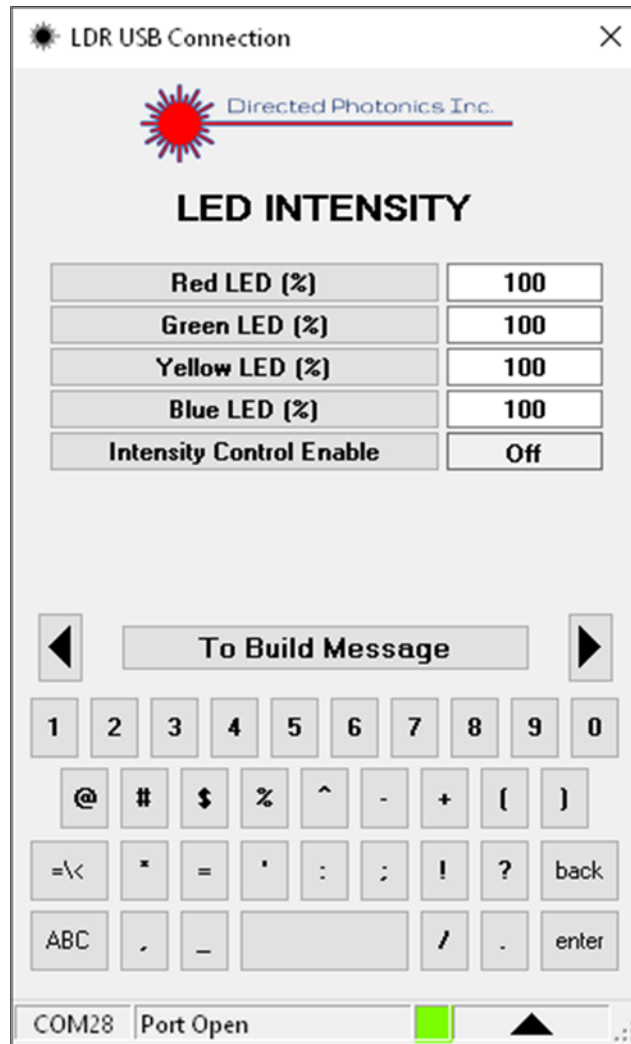 LDR USB Connection
Directed Photonics Inc.
LED INTENSITY
Red LED (%) 100
Green LED (%) 100
Yellow LED (%) 100
Blue LED (%) 100
Intensity Control Enable Off
To Build Message
1 2 3 4 5 6 7 8 9 0
@ # $ % ^ - + ( )
=\< * = ' : ; ! ? back
ABC , _ / . enter
COM28 Port Open